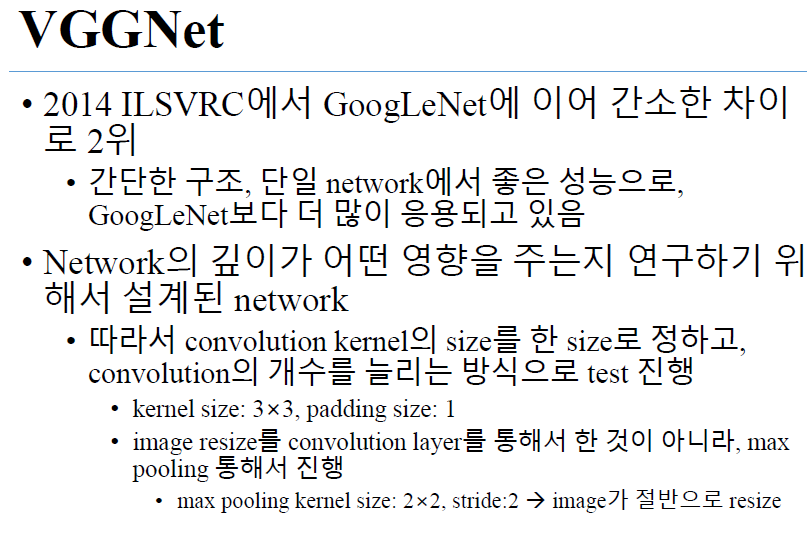 VGGNet
• 2014 ILSVRC에서 GoogLeNet에 이어 간소한 차이
로 2위
• 간단한 구조, 단일 network에서 좋은 성능으로,
GoogLeNet보다 더 많이 응용되고 있음
• Network의 깊이가 어떤 영향을 주는지 연구하기 위
해서 설계된 network
• 따라서 convolution kernel의 size를 한 size로 정하고,
convolution의 개수를 늘리는 방식으로 test 진행
• kernel size: 3×3, padding size: 1
• image resize를 convolution layer를 통해서 한 것이 아니라, max
pooling 통해서 진행
• max pooling kernel size: 2×2, stride:2 → image가 절반으로 resize